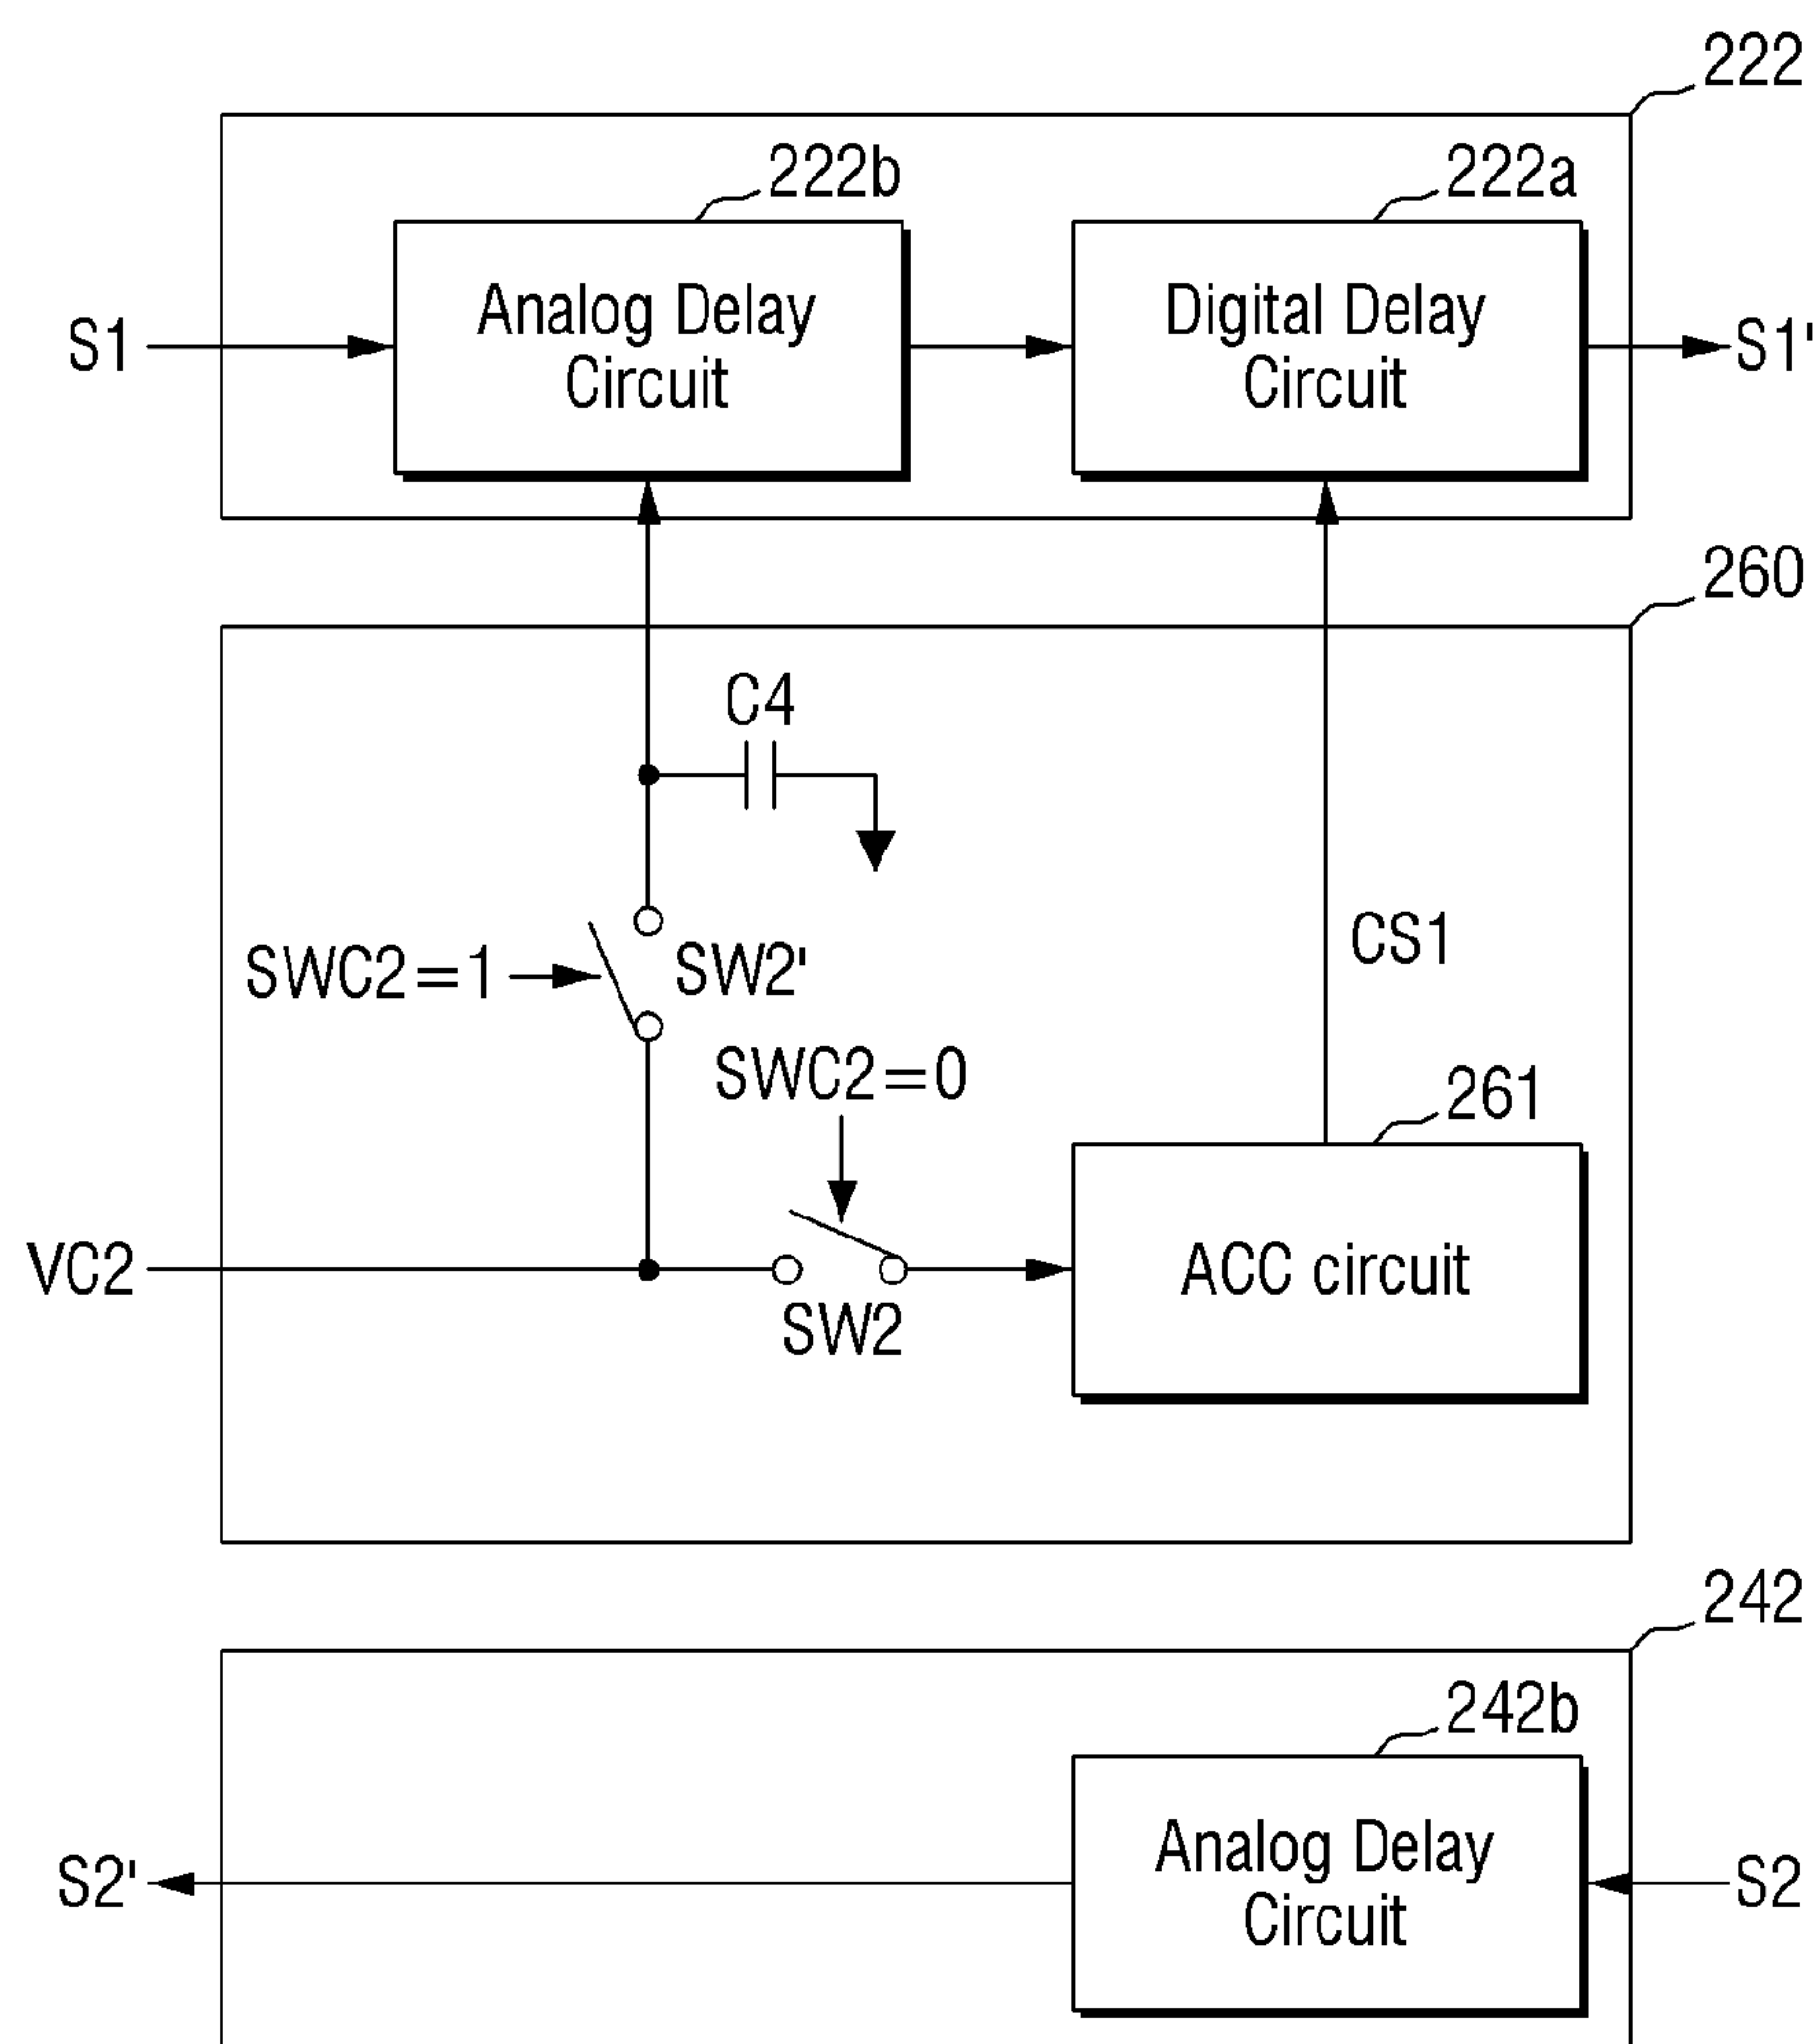 222
222b
222a
S1
Analog Delay
Circuit
Digital Delay
Circuit
S1'
260
C4
SWC2=1
SW2'
CS1
SWC2=0
261
VC2
SW2
ACC circuit
242
242b
S2'
Analog Delay
Circuit
S2